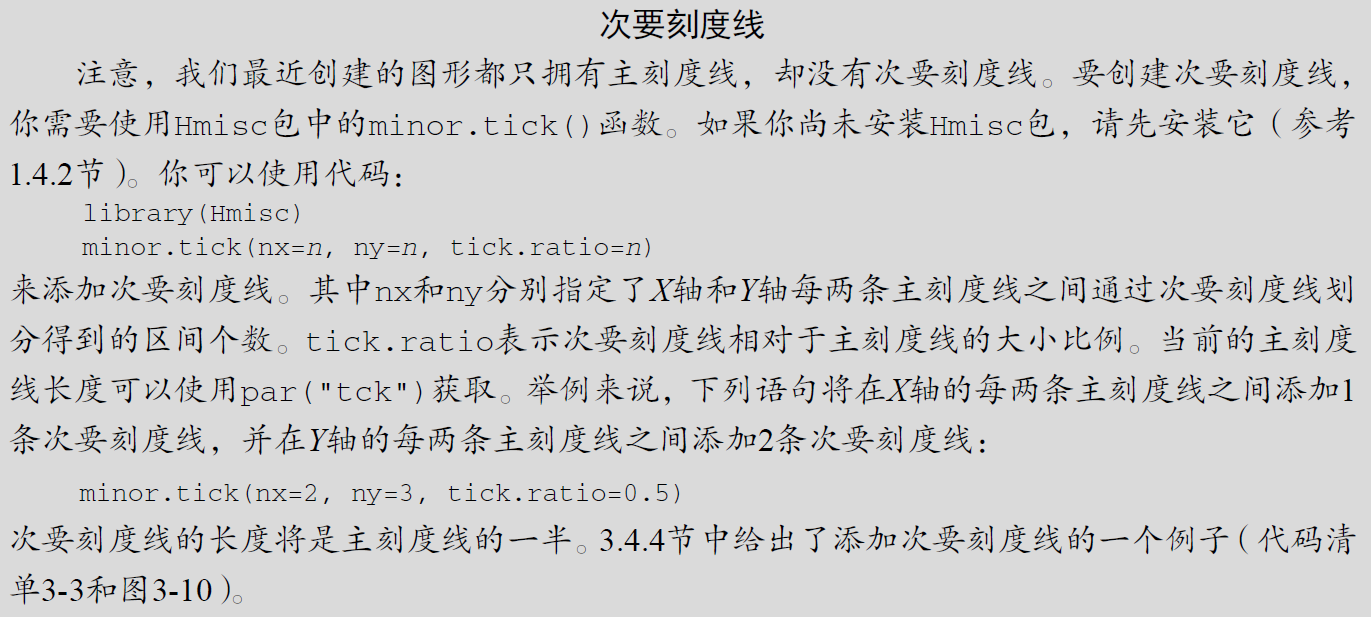 次要刻度线
注意，我们最近创建的图形都只拥有主刻度线，却没有次要刻度线。要创建次要刻度线，
你需要使用Hmisc包中的minor.tick()函数。如果你尚未安装Hmisc包，请先安装它（参考
1.4.2节）。你可以使用代码：
library(Hmisc)
minor.tick(nx=n, ny=n, tick.ratio=n)
来添加次要刻度线。其中nx和ny分别指定了X轴和Y轴每两条主刻度线之间通过次要刻度线划
分得到的区间个数。tick.ratio表示次要刻度线相对于主刻度线的大小比例。当前的主刻度
线长度可以使用par("tck")获取。举例来说，下列语句将在X轴的每两条主刻度线之间添加1
条次要刻度线，并在Y轴的每两条主刻度线之间添加2条次要刻度线：
minor.tick(nx=2, ny=3, tick.ratio=0.5)
次要刻度线的长度将是主刻度线的一半。3.4.4节中给出了添加次要刻度线的一个例子（代码清
单3-3和图3-10）。